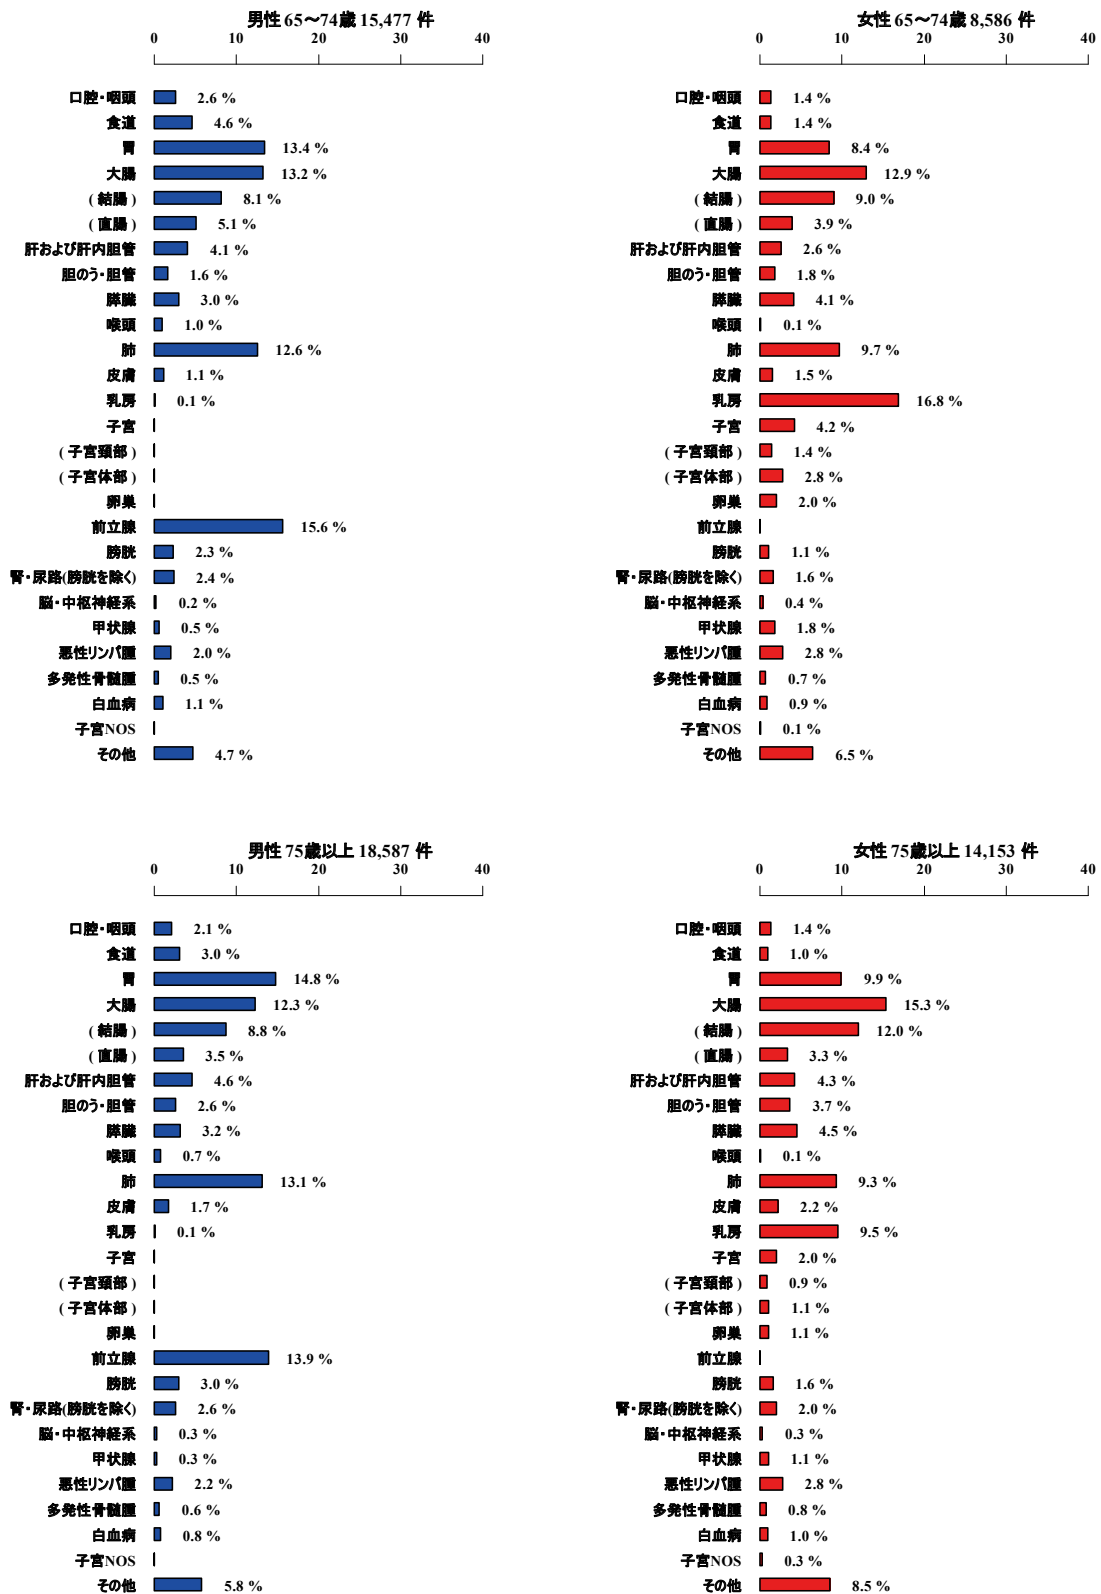 男性 65～74歳 15,477 件
0 10 20 30 40
口腔・咽頭 2.6 %
食道 4.6 %
胃 13.4 %
大腸 13.2 %
( 結腸 ) 8.1 %
( 直腸 ) 5.1 %
肝および肝内胆管 4.1 %
胆のう・胆管 1.6 %
膵臓 3.0 %
喉頭 1.0 %
肺 12.6 %
皮膚 1.1 %
乳房 0.1 %
子宮
( 子宮頸部 )
( 子宮体部 )
卵巣
前立腺 15.6 %
膀胱 2.3 %
腎・尿路(膀胱を除く) 2.4 %
脳・中枢神経系 0.2 %
甲状腺 0.5 %
悪性リンパ腫 2.0 %
多発性骨髄腫 0.5 %
白血病 1.1 %
子宮NOS
その他 4.7 %
女性 65～74歳 8,586 件
0 10 20 30 40
口腔・咽頭 1.4 %
食道 1.4 %
胃 8.4 %
大腸 12.9 %
( 結腸 ) 9.0 %
( 直腸 ) 3.9 %
肝および肝内胆管 2.6 %
胆のう・胆管 1.8 %
膵臓 4.1 %
喉頭 0.1 %
肺 9.7 %
皮膚 1.5 %
乳房 16.8 %
子宮 4.2 %
( 子宮頸部 ) 1.4 %
( 子宮体部 ) 2.8 %
卵巣 2.0 %
前立腺
膀胱 1.1 %
腎・尿路(膀胱を除く) 1.6 %
脳・中枢神経系 0.4 %
甲状腺 1.8 %
悪性リンパ腫 2.8 %
多発性骨髄腫 0.7 %
白血病 0.9 %
子宮NOS 0.1 %
その他 6.5 %
男性 75歳以上 18,587 件
0 10 20 30 40
口腔・咽頭 2.1 %
食道 3.0 %
胃 14.8 %
大腸 12.3 %
( 結腸 ) 8.8 %
( 直腸 ) 3.5 %
肝および肝内胆管 4.6 %
胆のう・胆管 2.6 %
膵臓 3.2 %
喉頭 0.7 %
肺 13.1 %
皮膚 1.7 %
乳房 0.1 %
子宮
( 子宮頸部 )
( 子宮体部 )
卵巣
前立腺 13.9 %
膀胱 3.0 %
腎・尿路(膀胱を除く) 2.6 %
脳・中枢神経系 0.3 %
甲状腺 0.3 %
悪性リンパ腫 2.2 %
多発性骨髄腫 0.6 %
白血病 0.8 %
子宮NOS
その他 5.8 %
女性 75歳以上 14,153 件
0 10 20 30 40
口腔・咽頭 1.4 %
食道 1.0 %
胃 9.9 %
大腸 15.3 %
( 結腸 ) 12.0 %
( 直腸 ) 3.3 %
肝および肝内胆管 4.3 %
胆のう・胆管 3.7 %
膵臓 4.5 %
喉頭 0.1 %
肺 9.3 %
皮膚 2.2 %
乳房 9.5 %
子宮 2.0 %
( 子宮頸部 ) 0.9 %
( 子宮体部 ) 1.1 %
卵巣 1.1 %
前立腺
膀胱 1.6 %
腎・尿路(膀胱を除く) 2.0 %
脳・中枢神経系 0.3 %
甲状腺 1.1 %
悪性リンパ腫 2.8 %
多発性骨髄腫 0.8 %
白血病 1.0 %
子宮NOS 0.3 %
その他 8.5 %